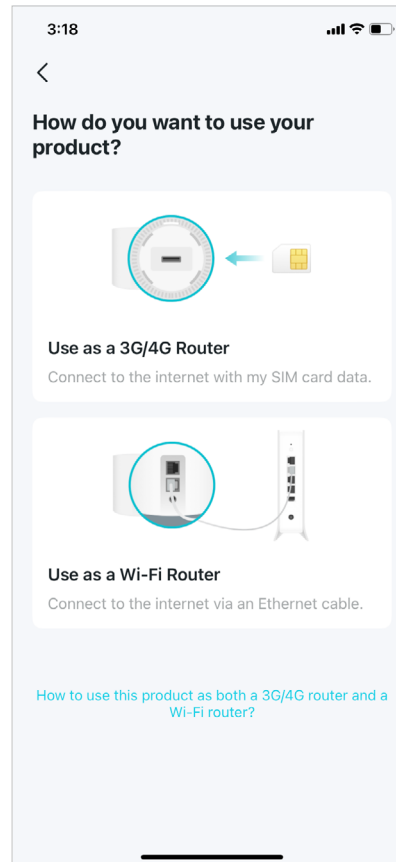 3:18
How do you want to use your
product?
Use as a 3G/4G Router
Connect to the internet with my SIM card data.
Use as a Wi-Fi Router
Connect to the internet via an Ethernet cable.
How to use this product as both a 3G/4G router and a
Wi-Fi router?